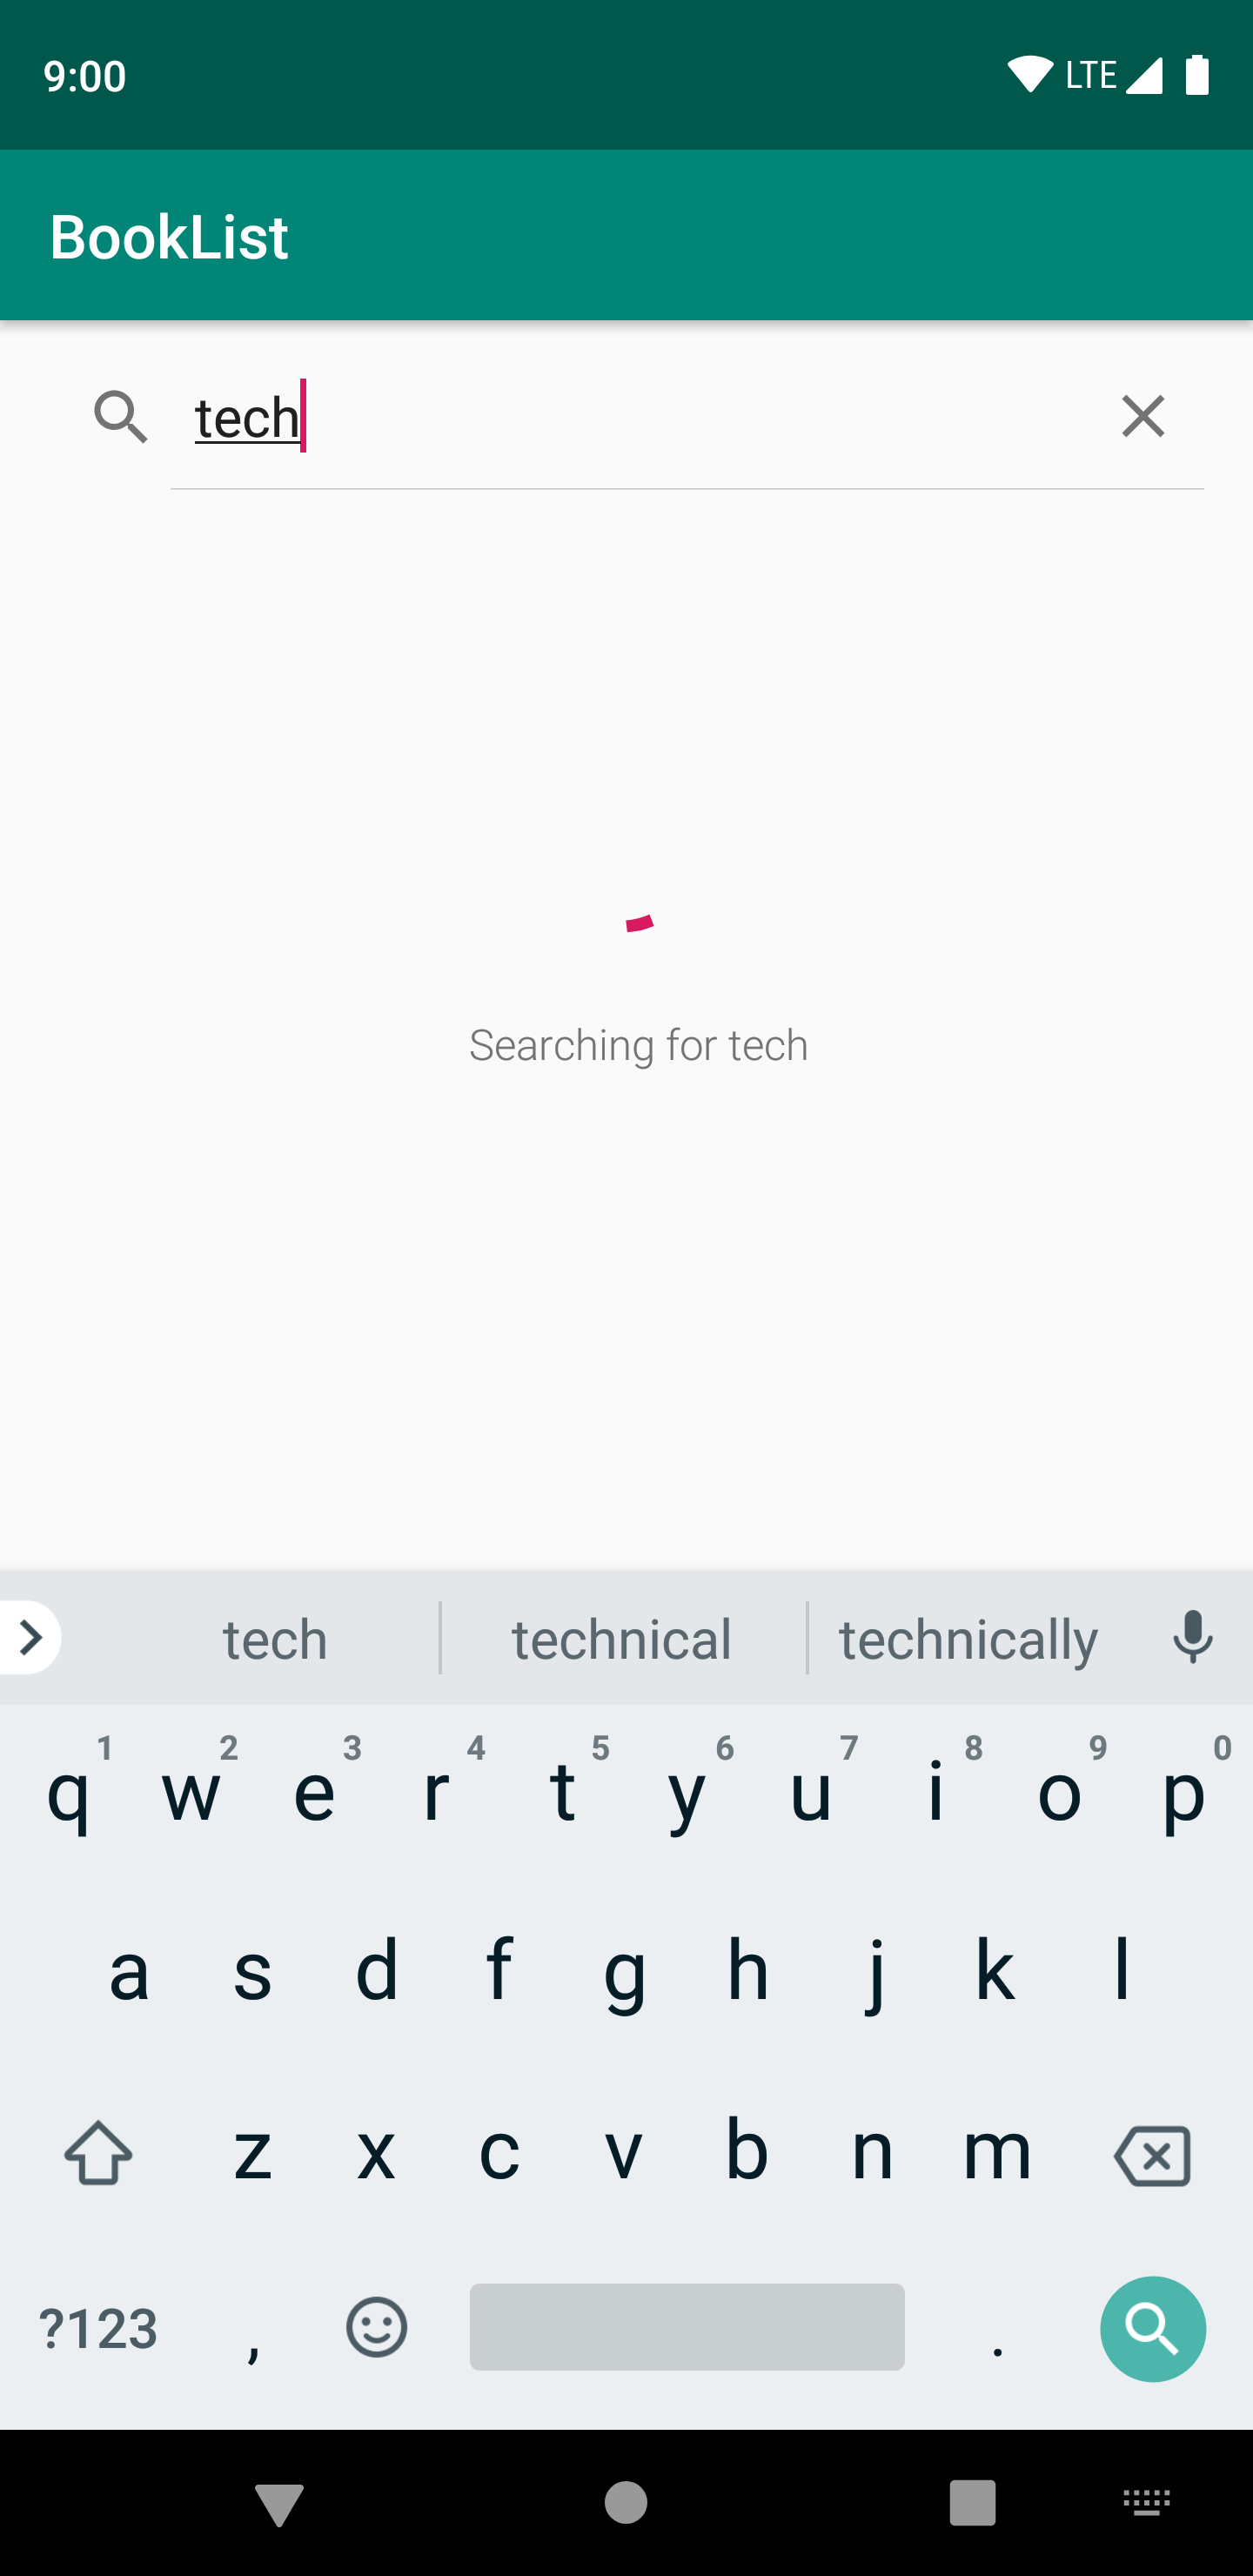 9:00 LTE
BookList
tech
Searching for tech
tech technical technically
1 2 3 4 5 6 7 8 9 0
q w e r t y u i o p
a s d f g h j k l
z x c v b n m
?123 , .